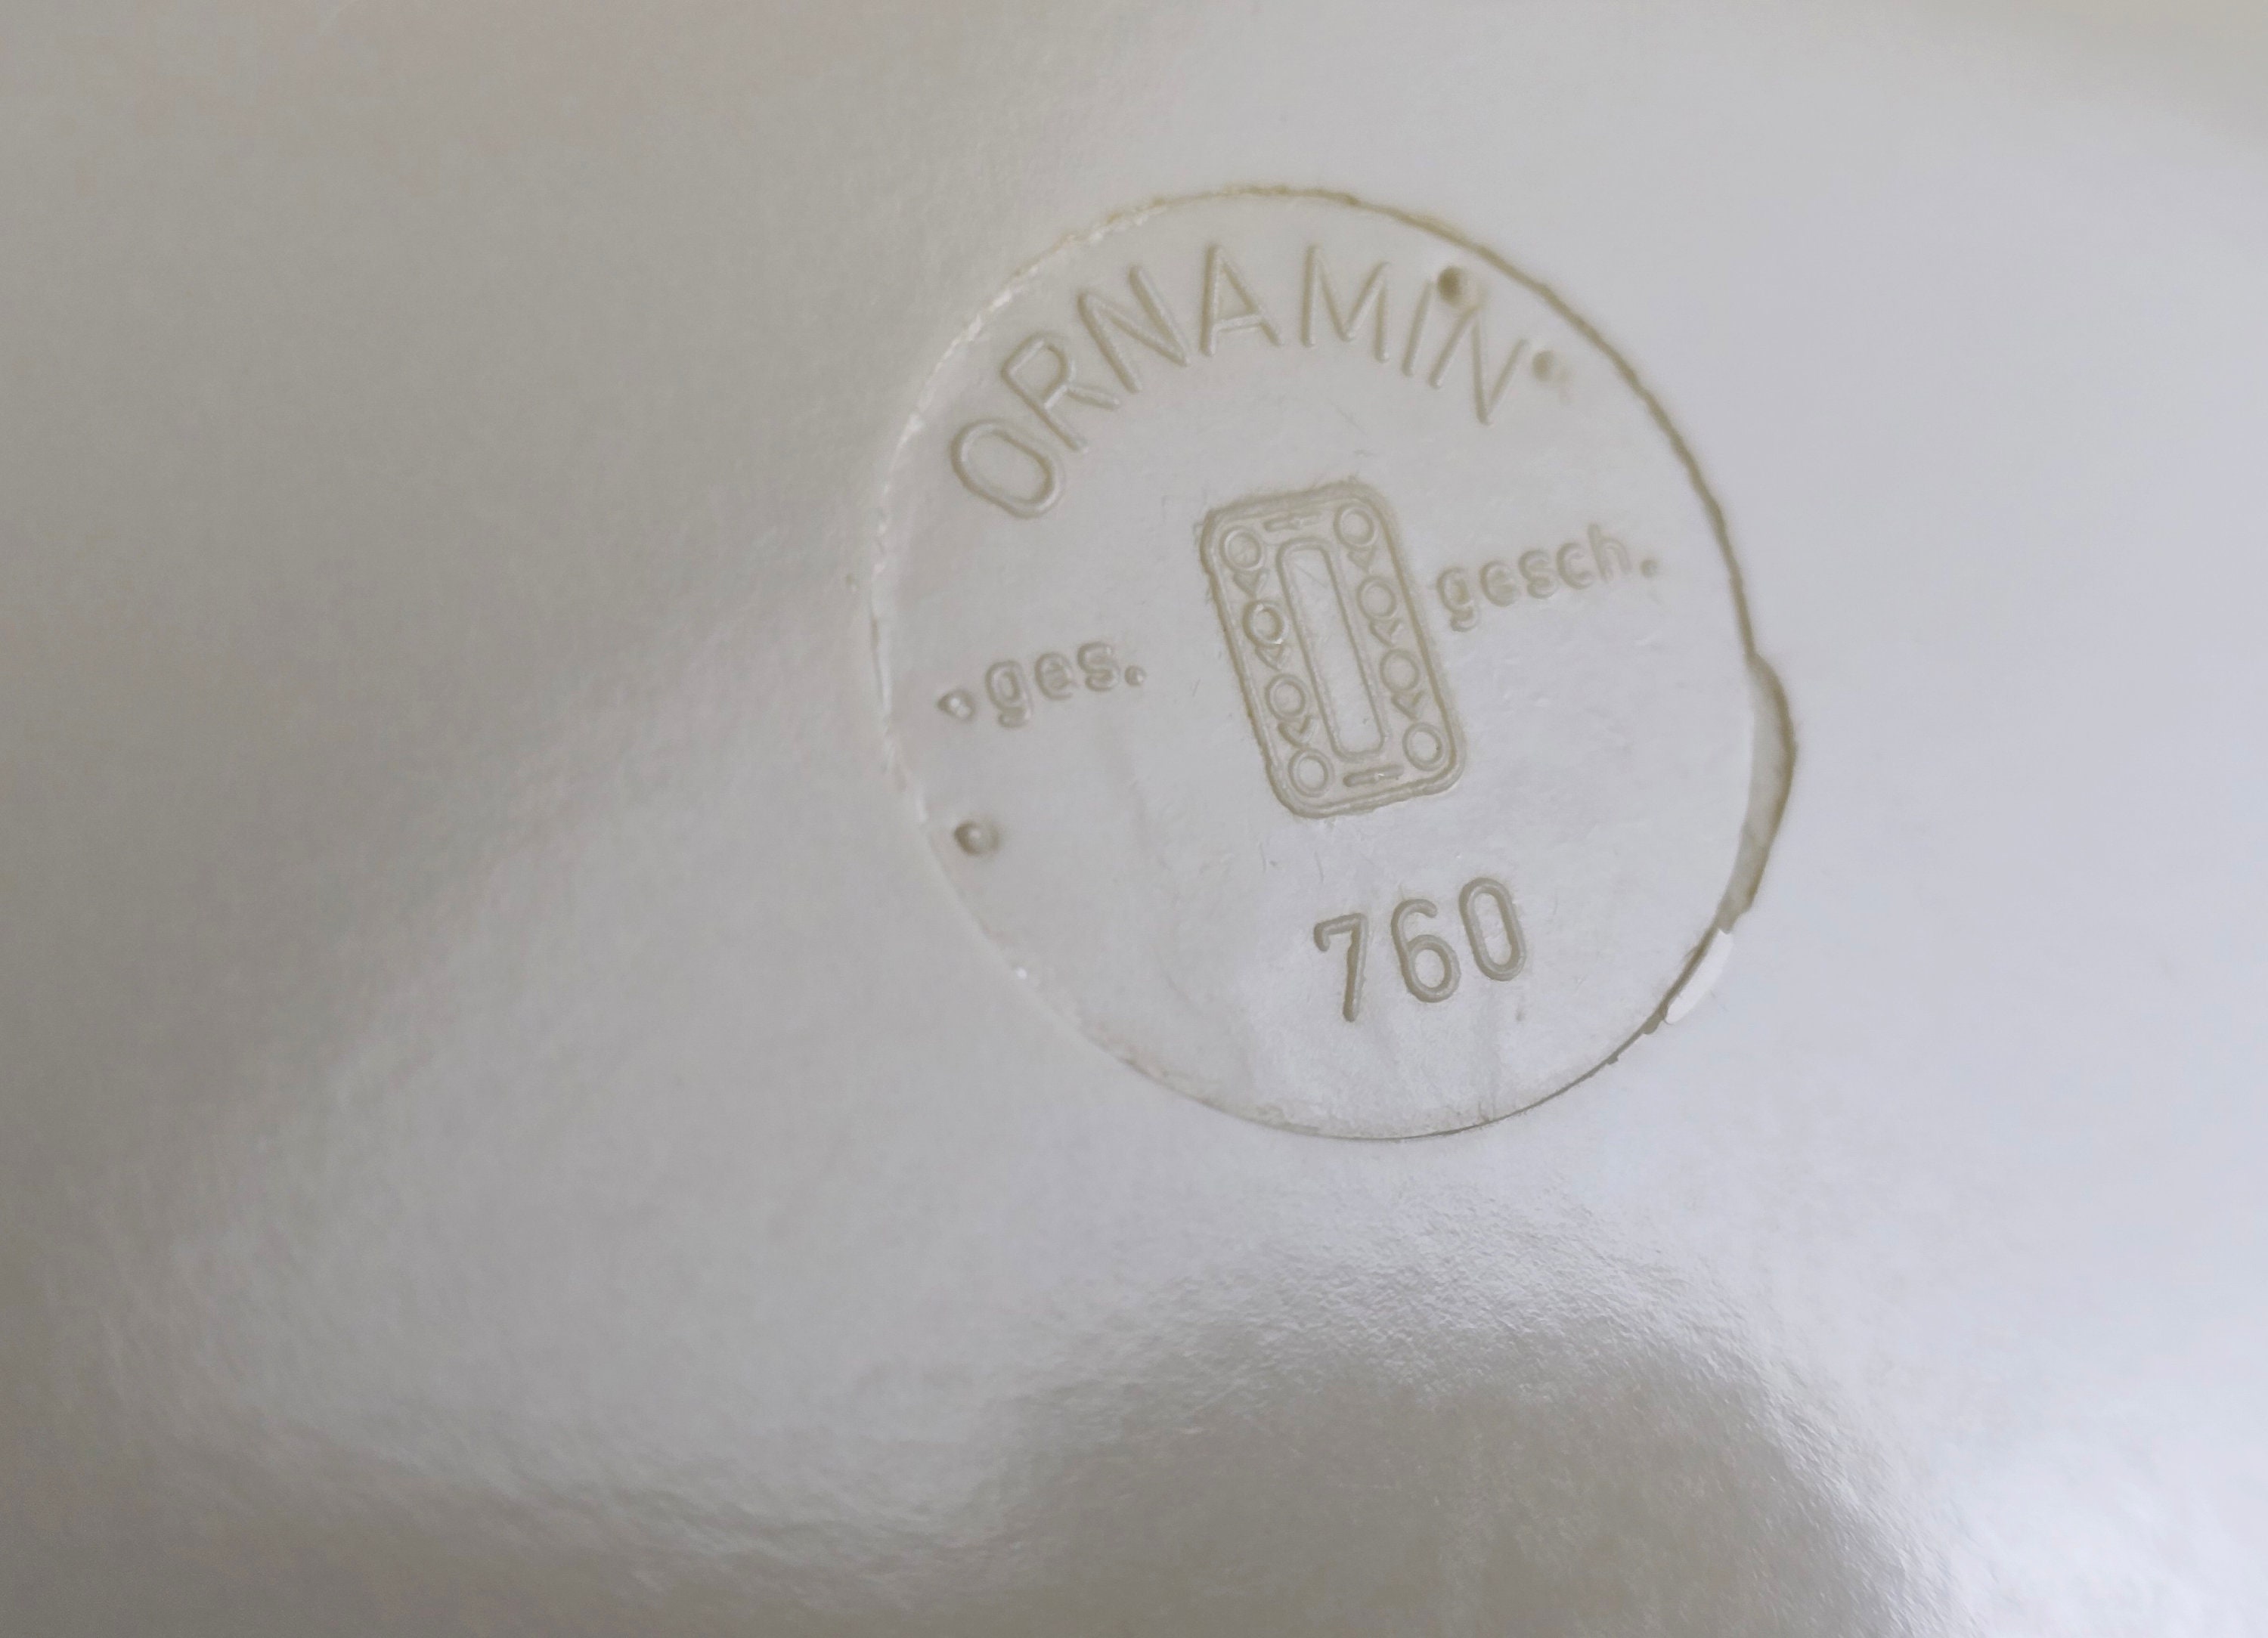 ORNAMIN
ges. gesch.
760